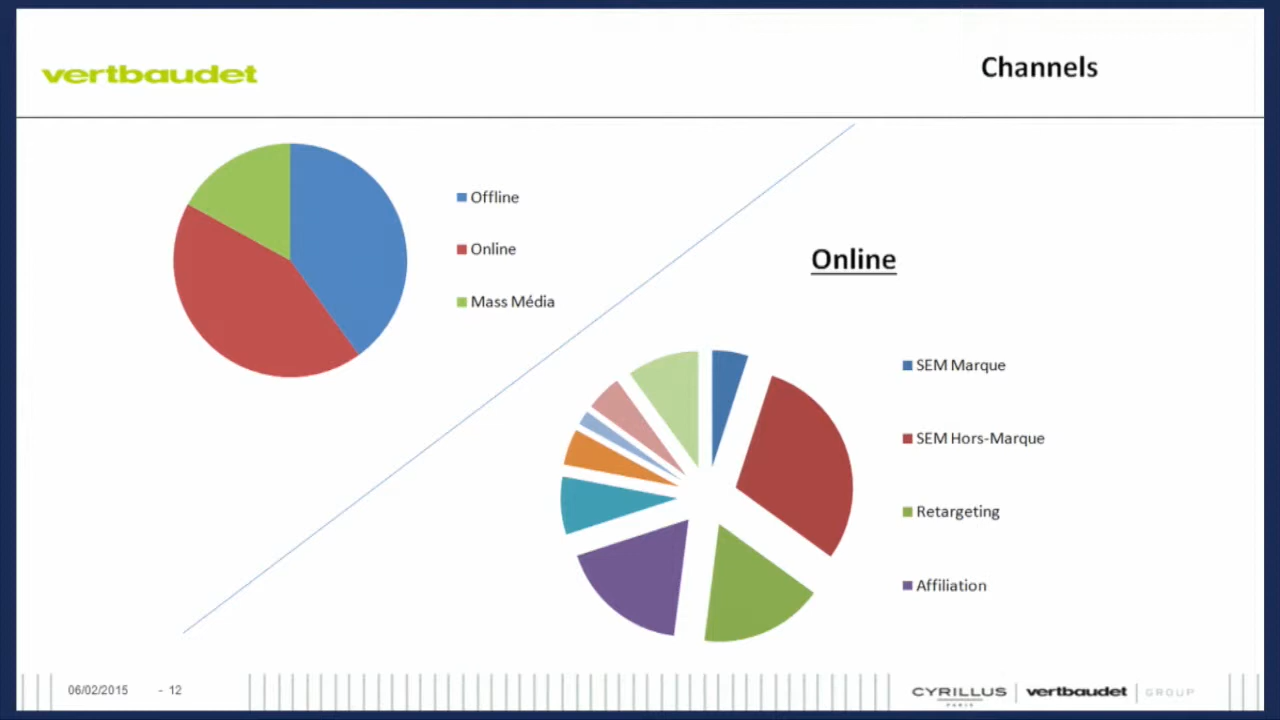 vertbaudet
Channels
Offline
Online
Mass Média
Online
SEM Marque
SEM Hors-Marque
Retargeting
Affiliation
06/02/2015 - 12
CYRILLUS PARIS vertbaudet GROUP